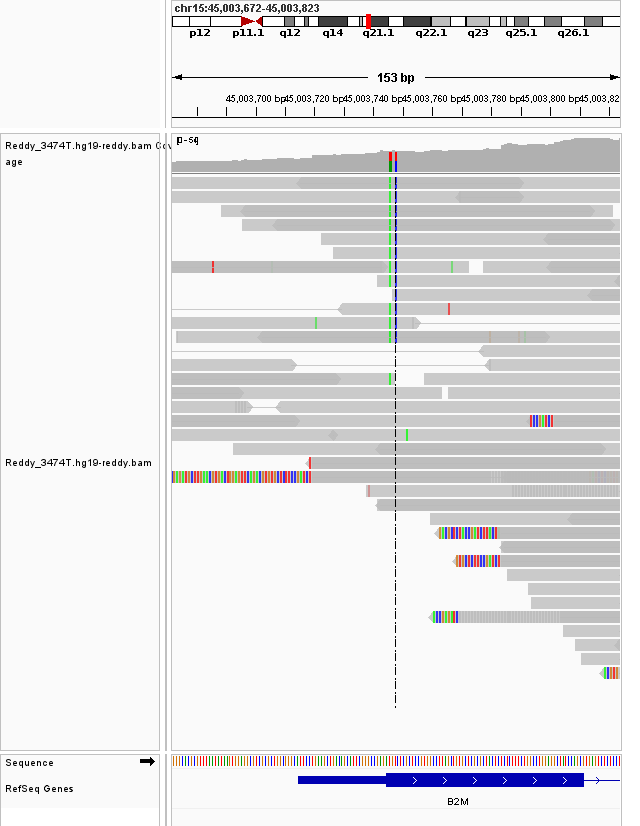 chr15:45,003,672-45,003,823
p12 p11.1 q12 q14 q21.1 q22.1 q23 q25.1 q26.1
153 bp
45,003,700 bp 45,003,720 bp 45,003,740 bp 45,003,760 bp 45,003,780 bp 45,003,800 bp 45,003,82
Reddy_3474T.hg19-reddy.bam Cov
age
[0-54]
Reddy_3474T.hg19-reddy.bam
Sequence
RefSeq Genes
B2M